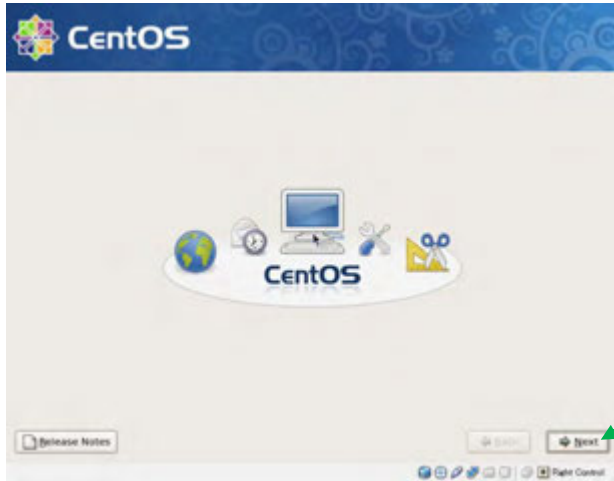 CentOS
CentOS
Release Notes
Back
Next
Right Control